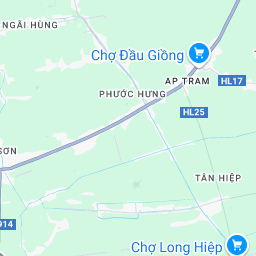 NGÃI HÙNG
Chợ Đầu Giồng
AP TRAM
HL17
PHƯỚC HƯNG
HL25
SƠN
TÂN HIỆP
914
Chợ Long Hiệp